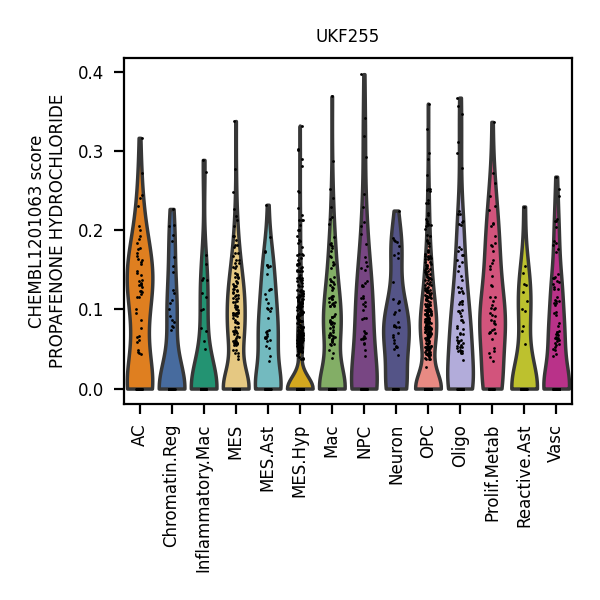 UKF255
CHEMBL1201063 score
PROPAFENONE HYDROCHLORIDE
0.4
0.3
0.2
0.1
0.0
AC
Chromatin.Reg
Inflammatory.Mac
MES
MES.Ast
MES.Hyp
Mac
NPC
Neuron
OPC
Oligo
Prolif.Metab
Reactive.Ast
Vasc